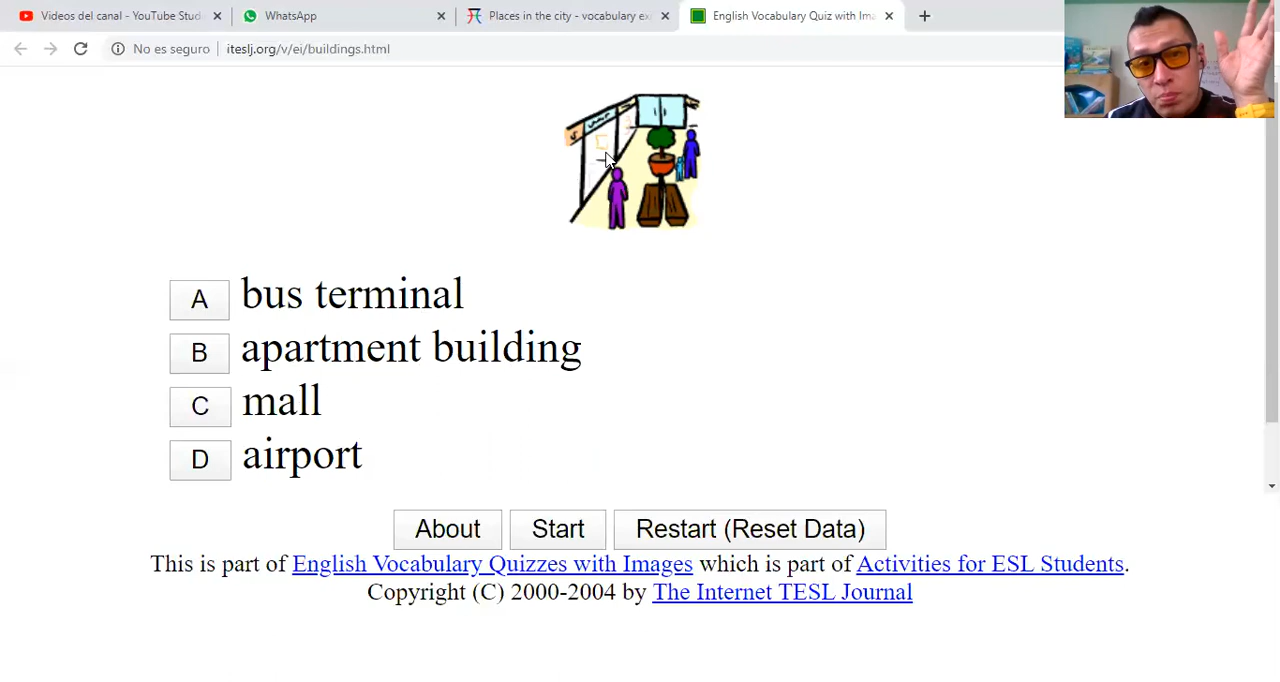 Videos del canal - YouTube Stud
WhatsApp
Places in the city - vocabulary ex
English Vocabulary Quiz with Ima
No es seguro
iteslj.org/v/ei/buildings.html
A bus terminal
B apartment building
C mall
D airport
About
Start
Restart (Reset Data)
This is part of English Vocabulary Quizzes with Images which is part of Activities for ESL Students.
Copyright (C) 2000-2004 by The Internet TESL Journal